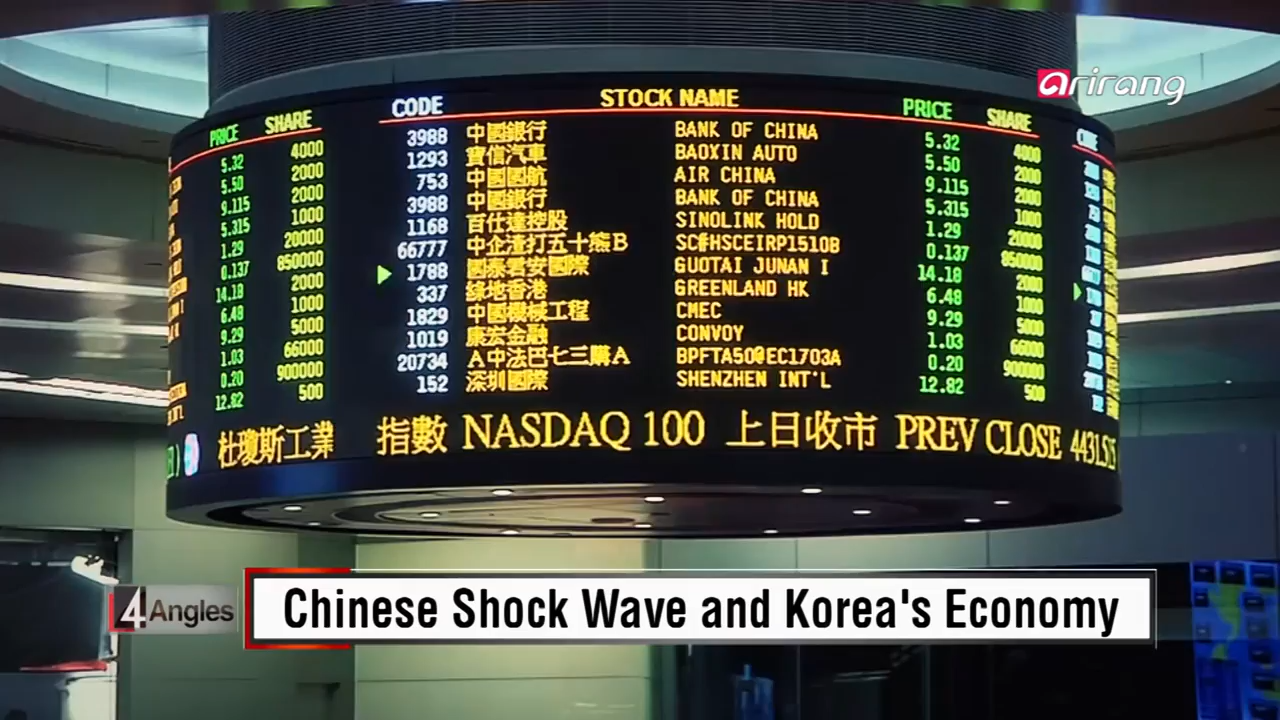 arirang
PRICE SHARE CODE STOCK NAME PRICE SHARE
5.32 4000 3988 中國銀行 BANK OF CHINA 5.32 4000
5.50 2000 1293 寶信汽車 BAOXIN AUTO 5.50 2000
9.115 2000 753 中國國航 AIR CHINA 9.115 2000
5.315 1000 3988 中國銀行 BANK OF CHINA 5.315 1000
1.29 20000 1168 百仕達控股 SINOLINK HOLD 1.29 20000
0.137 850000 66777 中企渣打五十熊B SC#HSCEIRP1510B 0.137 850000
14.18 2000 1788 國泰君安國際 GUOTAI JUNAN I 14.18 2000
6.48 1000 337 綠地香港 GREENLAND HK 6.48 1000
9.29 5000 1829 中國機械工程 CMEC 9.29 5000
1.03 66000 1019 康宏金融 CONVOY 1.03 66000
0.20 900000 20734 A中法巴七三購A BPFTA50@EC1703A 0.20 900000
12.82 500 152 深圳國際 SHENZHEN INT'L 12.82 500
杜瓊斯工業 指數 NASDAQ 100 上日收市 PREV CLOSE
4 Angles
Chinese Shock Wave and Korea's Economy